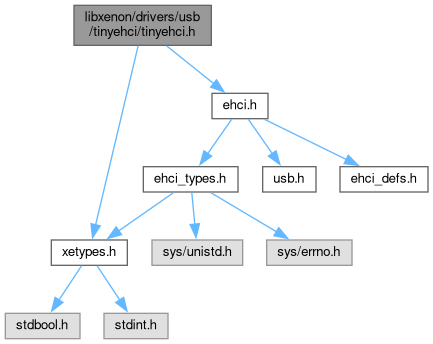 libxenon/drivers/usb
/tinyehci/tinyehci.h
ehci.h
ehci_types.h
usb.h
ehci_defs.h
xetypes.h
sys/unistd.h
sys/errno.h
stdbool.h
stdint.h